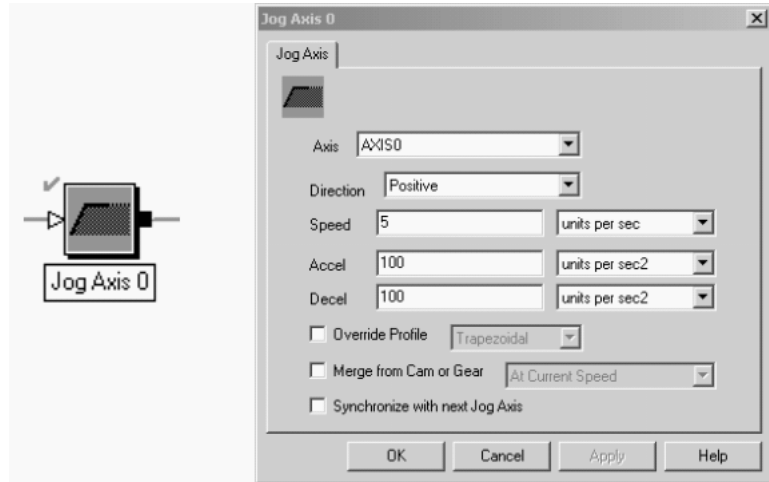 Jog Axis 0
Jog Axis 0
Jog Axis
Axis AXIS0
Direction Positive
Speed 5 units per sec
Accel 100 units per sec2
Decel 100 units per sec2
Override Profile Trapezoidal
Merge from Cam or Gear At Current Speed
Synchronize with next Jog Axis
OK Cancel Apply Help